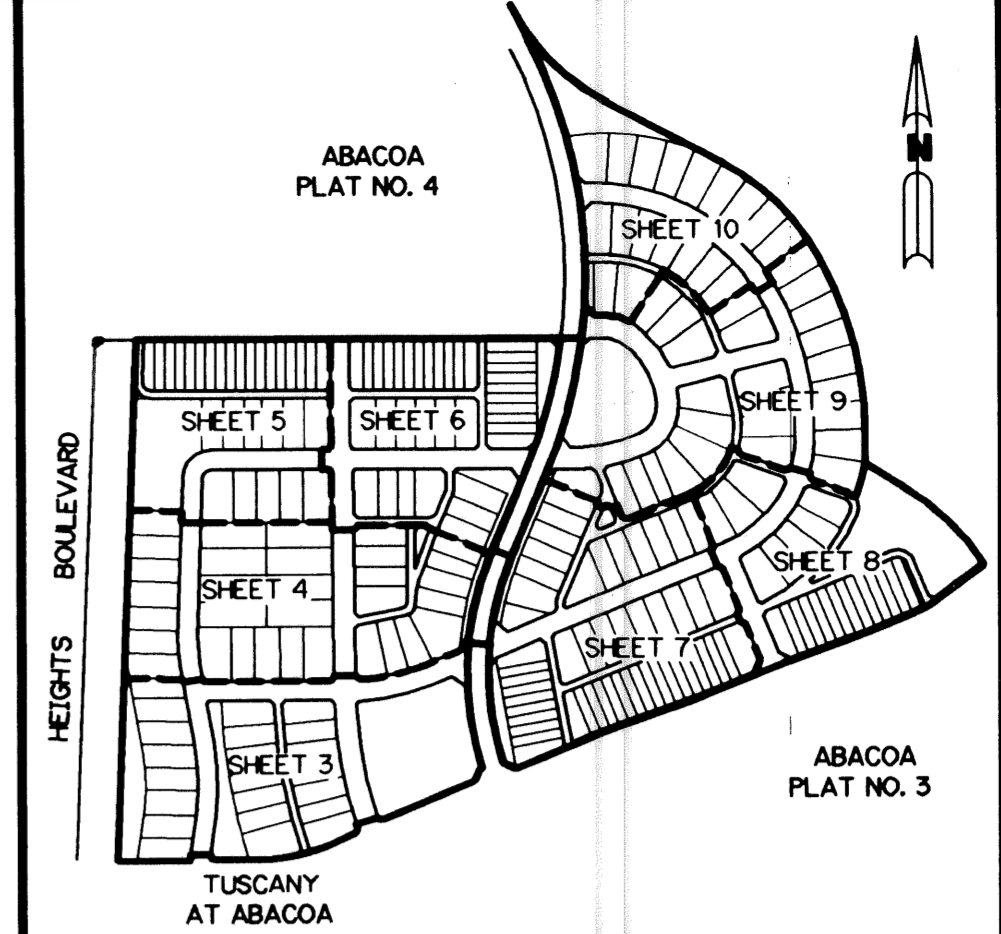 ABACOA
PLAT NO. 4
N
SHEET 10
SHEET 5
SHEET 6
SHEET 9
HEIGHTS BOULEVARD
SHEET 4
SHEET 8
SHEET 7
SHEET 3
ABACOA
PLAT NO. 3
TUSCANY
AT ABACOA